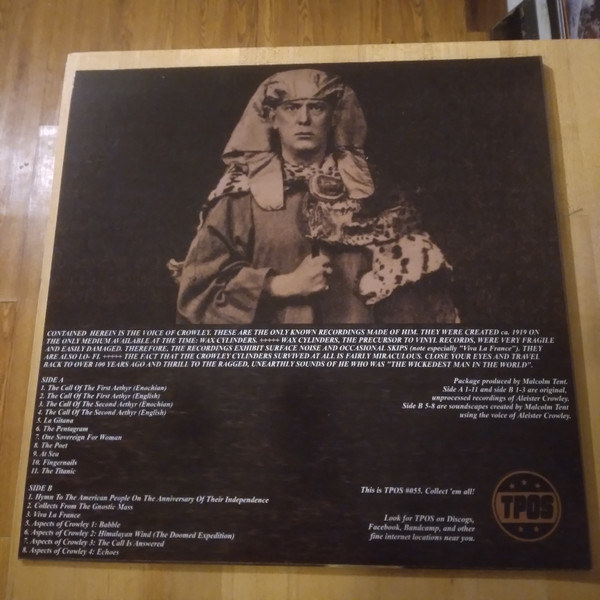 CONTAINED HEREIN IS THE VOICE OF CROWLEY. THESE ARE THE ONLY KNOWN RECORDINGS MADE OF HIM. THEY WERE CREATED ca. 1919 ON
THE ONLY MEDIUM AVAILABLE AT THE TIME: WAX CYLINDERS. +++++ WAX CYLINDERS, THE PRECURSOR TO VINYL RECORDS, WERE VERY FRAGILE
AND EASILY DAMAGED. THEREFORE, THE RECORDINGS EXHIBIT SURFACE NOISE AND OCCASIONAL SKIPS (note especially "Viva La France"). THEY
ARE ALSO LO- FI. +++++ THE FACT THAT THE CROWLEY CYLINDERS SURVIVED AT ALL IS FAIRLY MIRACULOUS. CLOSE YOUR EYES AND TRAVEL
BACK TO OVER 100 YEARS AGO AND THRILL TO THE RAGGED, UNEARTHLY SOUNDS OF HE WHO WAS "THE WICKEDEST MAN IN THE WORLD".
SIDE A
1. The Call Of The First Aethyr (Enochian)
2. The Call Of The First Aethyr (English)
3. The Call Of The Second Aethyr (Enochian)
4. The Call Of The Second Aethyr (English)
5. La Gitana
6. The Pentagram
7. One Sovereign For Woman
8. The Poet
9. At Sea
10. Fingernails
11. The Titanic
Package produced by Malcolm Tent.
Side A 1-11 and side B 1-3 are original,
unprocessed recordings of Aleister Crowley.
Side B 5-8 are soundscapes created by Malcolm Tent
using the voice of Aleister Crowley.
SIDE B
1. Hymn To The American People On The Anniversary Of Their Independence
2. Collects From The Gnostic Mass
3. Viva La France
5. Aspects of Crowley 1: Babble
6. Aspects of Crowley 2: Himalayan Wind (The Doomed Expedition)
7. Aspects of Crowley 3: The Call Is Answered
8. Aspects of Crowley 4: Echoes
This is TPOS #055. Collect 'em all!
Look for TPOS on Discogs,
Facebook, Bandcamp, and other
fine internet locations near you.
TPOS